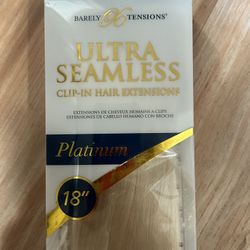 BARELY XTENSIONS®
ULTRA
SEAMLESS
CLIP-IN HAIR EXTENSIONS
EXTENSIONS DE CHEVEUX HUMAINS A CLIPS
EXTENSIONES DE CABELLO HUMANO CON BROCHE
Platinum
18"